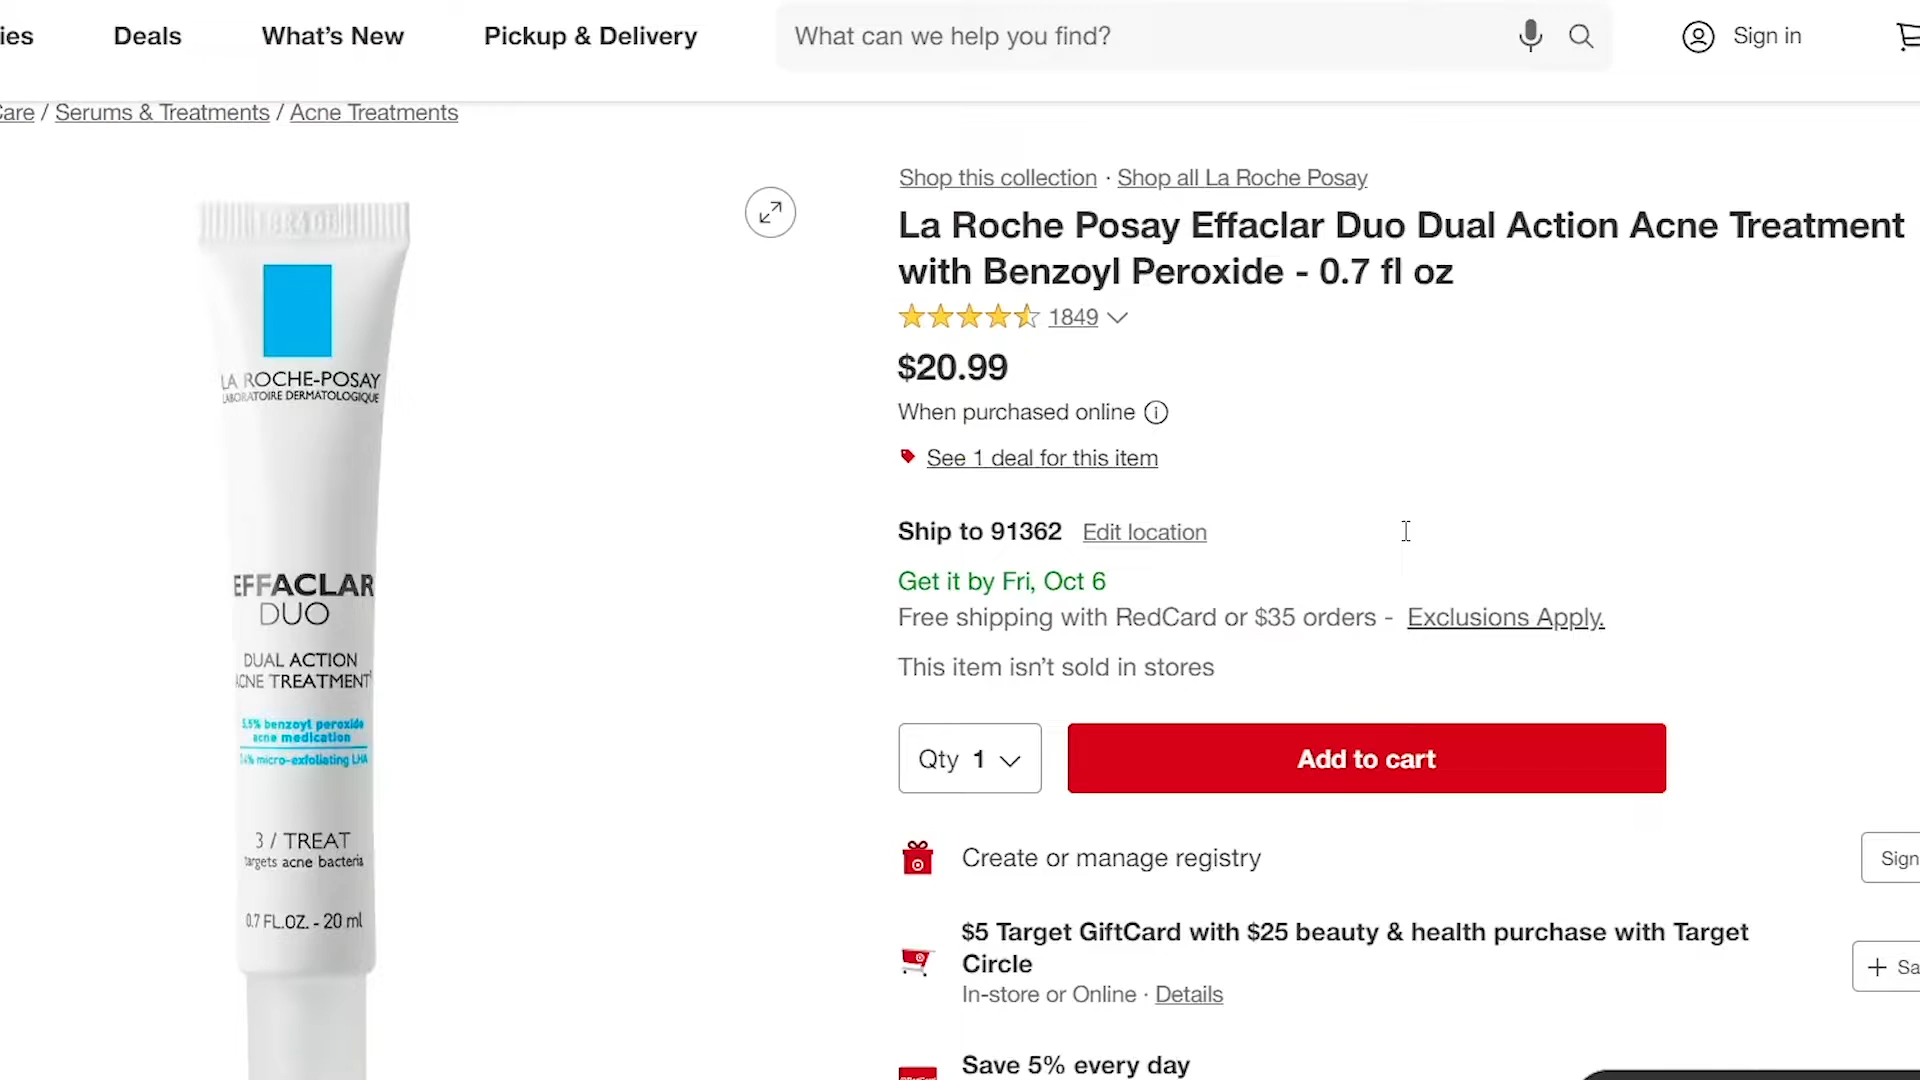 ies Deals What's New Pickup & Delivery What can we help you find? Sign in
Care / Serums & Treatments / Acne Treatments
Shop this collection · Shop all La Roche Posay
La Roche Posay Effaclar Duo Dual Action Acne Treatment
with Benzoyl Peroxide - 0.7 fl oz
1849
$20.99
When purchased online
See 1 deal for this item
Ship to 91362 Edit location
Get it by Fri, Oct 6
Free shipping with RedCard or $35 orders - Exclusions Apply.
This item isn't sold in stores
Qty 1 Add to cart
Create or manage registry
Sign
$5 Target GiftCard with $25 beauty & health purchase with Target
Circle
In-store or Online · Details
+ Sa
Save 5% every day
LA ROCHE-POSAY
LABORATOIRE DERMATOLOGIQUE
EFFACLAR
DUO
DUAL ACTION
ACNE TREATMENT
5.5% benzoyl peroxide
acne medication
0.4% micro-exfoliating LHA
3 / TREAT
targets acne bacteria
0.7 FL.OZ. - 20 ml